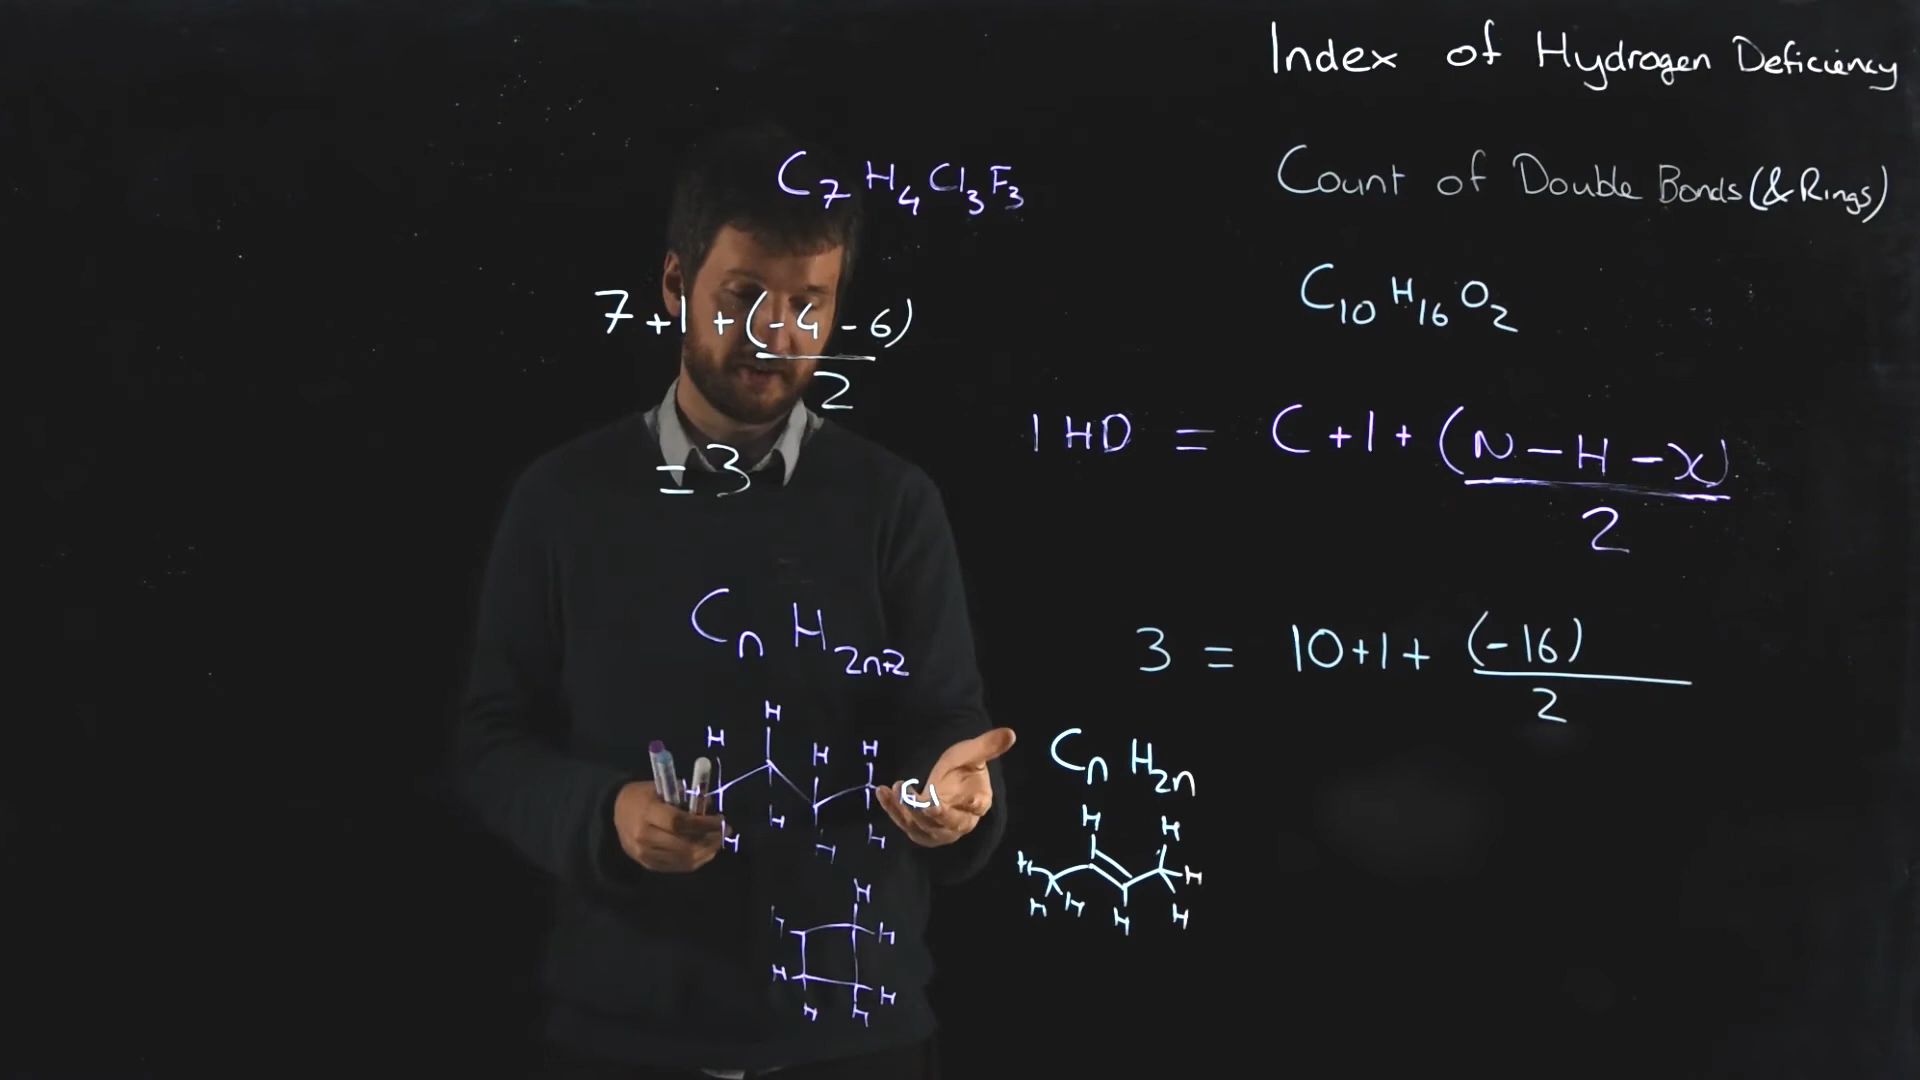 Index of Hydrogen Deficiency
Count of Double Bonds (& Rings)
C7H4Cl3F3
C10H16O2
7+1+(-4-6)
2
=3
IHD = C+1+(N-H-X)
2
CnH2n+2
3 = 10+1+(-16)
2
H
H H H
H Cl
H H H H
CnH2n
H H
H H
H H H H
H
H H
H H
H H